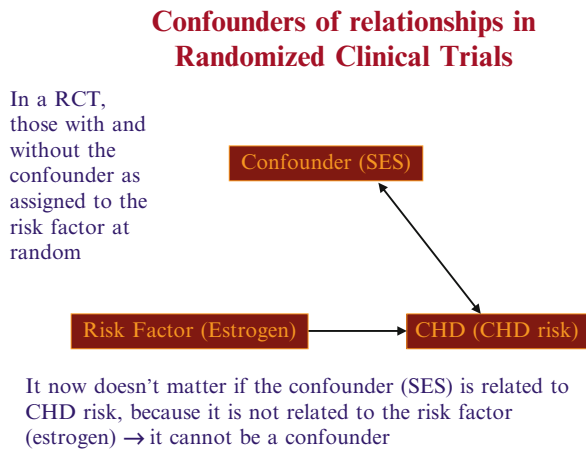 Confounders of relationships in
Randomized Clinical Trials
In a RCT,
those with and
without the
confounder as
assigned to the
risk factor at
random
Confounder (SES)
Risk Factor (Estrogen)
CHD (CHD risk)
It now doesn't matter if the confounder (SES) is related to
CHD risk, because it is not related to the risk factor
(estrogen) → it cannot be a confounder